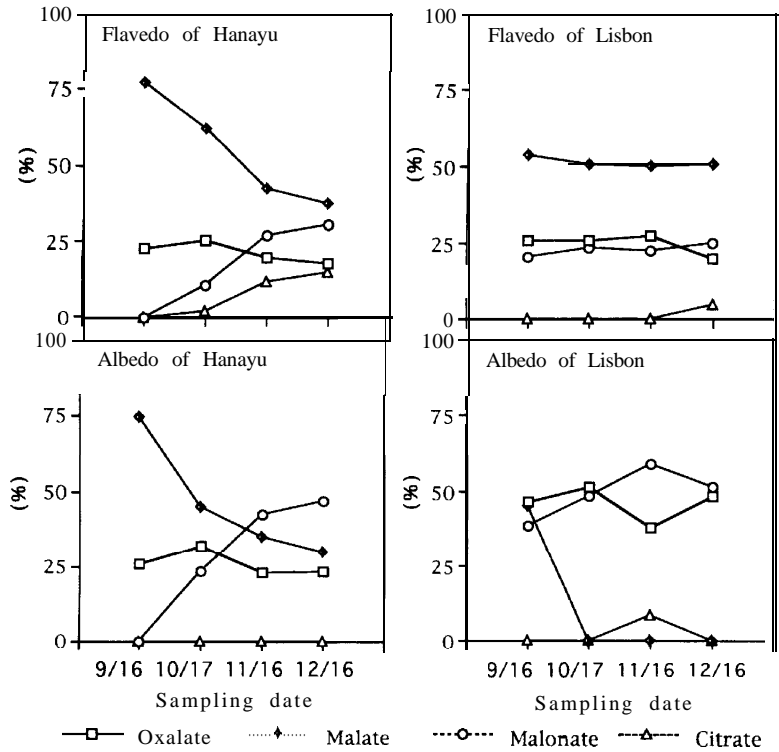 100
Flavedo of Hanayu
75
50
25
0
(%)
100
Flavedo of Lisbon
75
50
25
0
(%)
100
Albedo of Hanayu
75
50
25
0
(%)
9/16 10/17 11/16 12/16
Sampling date
100
Albedo of Lisbon
75
50
25
0
(%)
9/16 10/17 11/16 12/16
Sampling date
Oxalate Malate Malonate Citrate